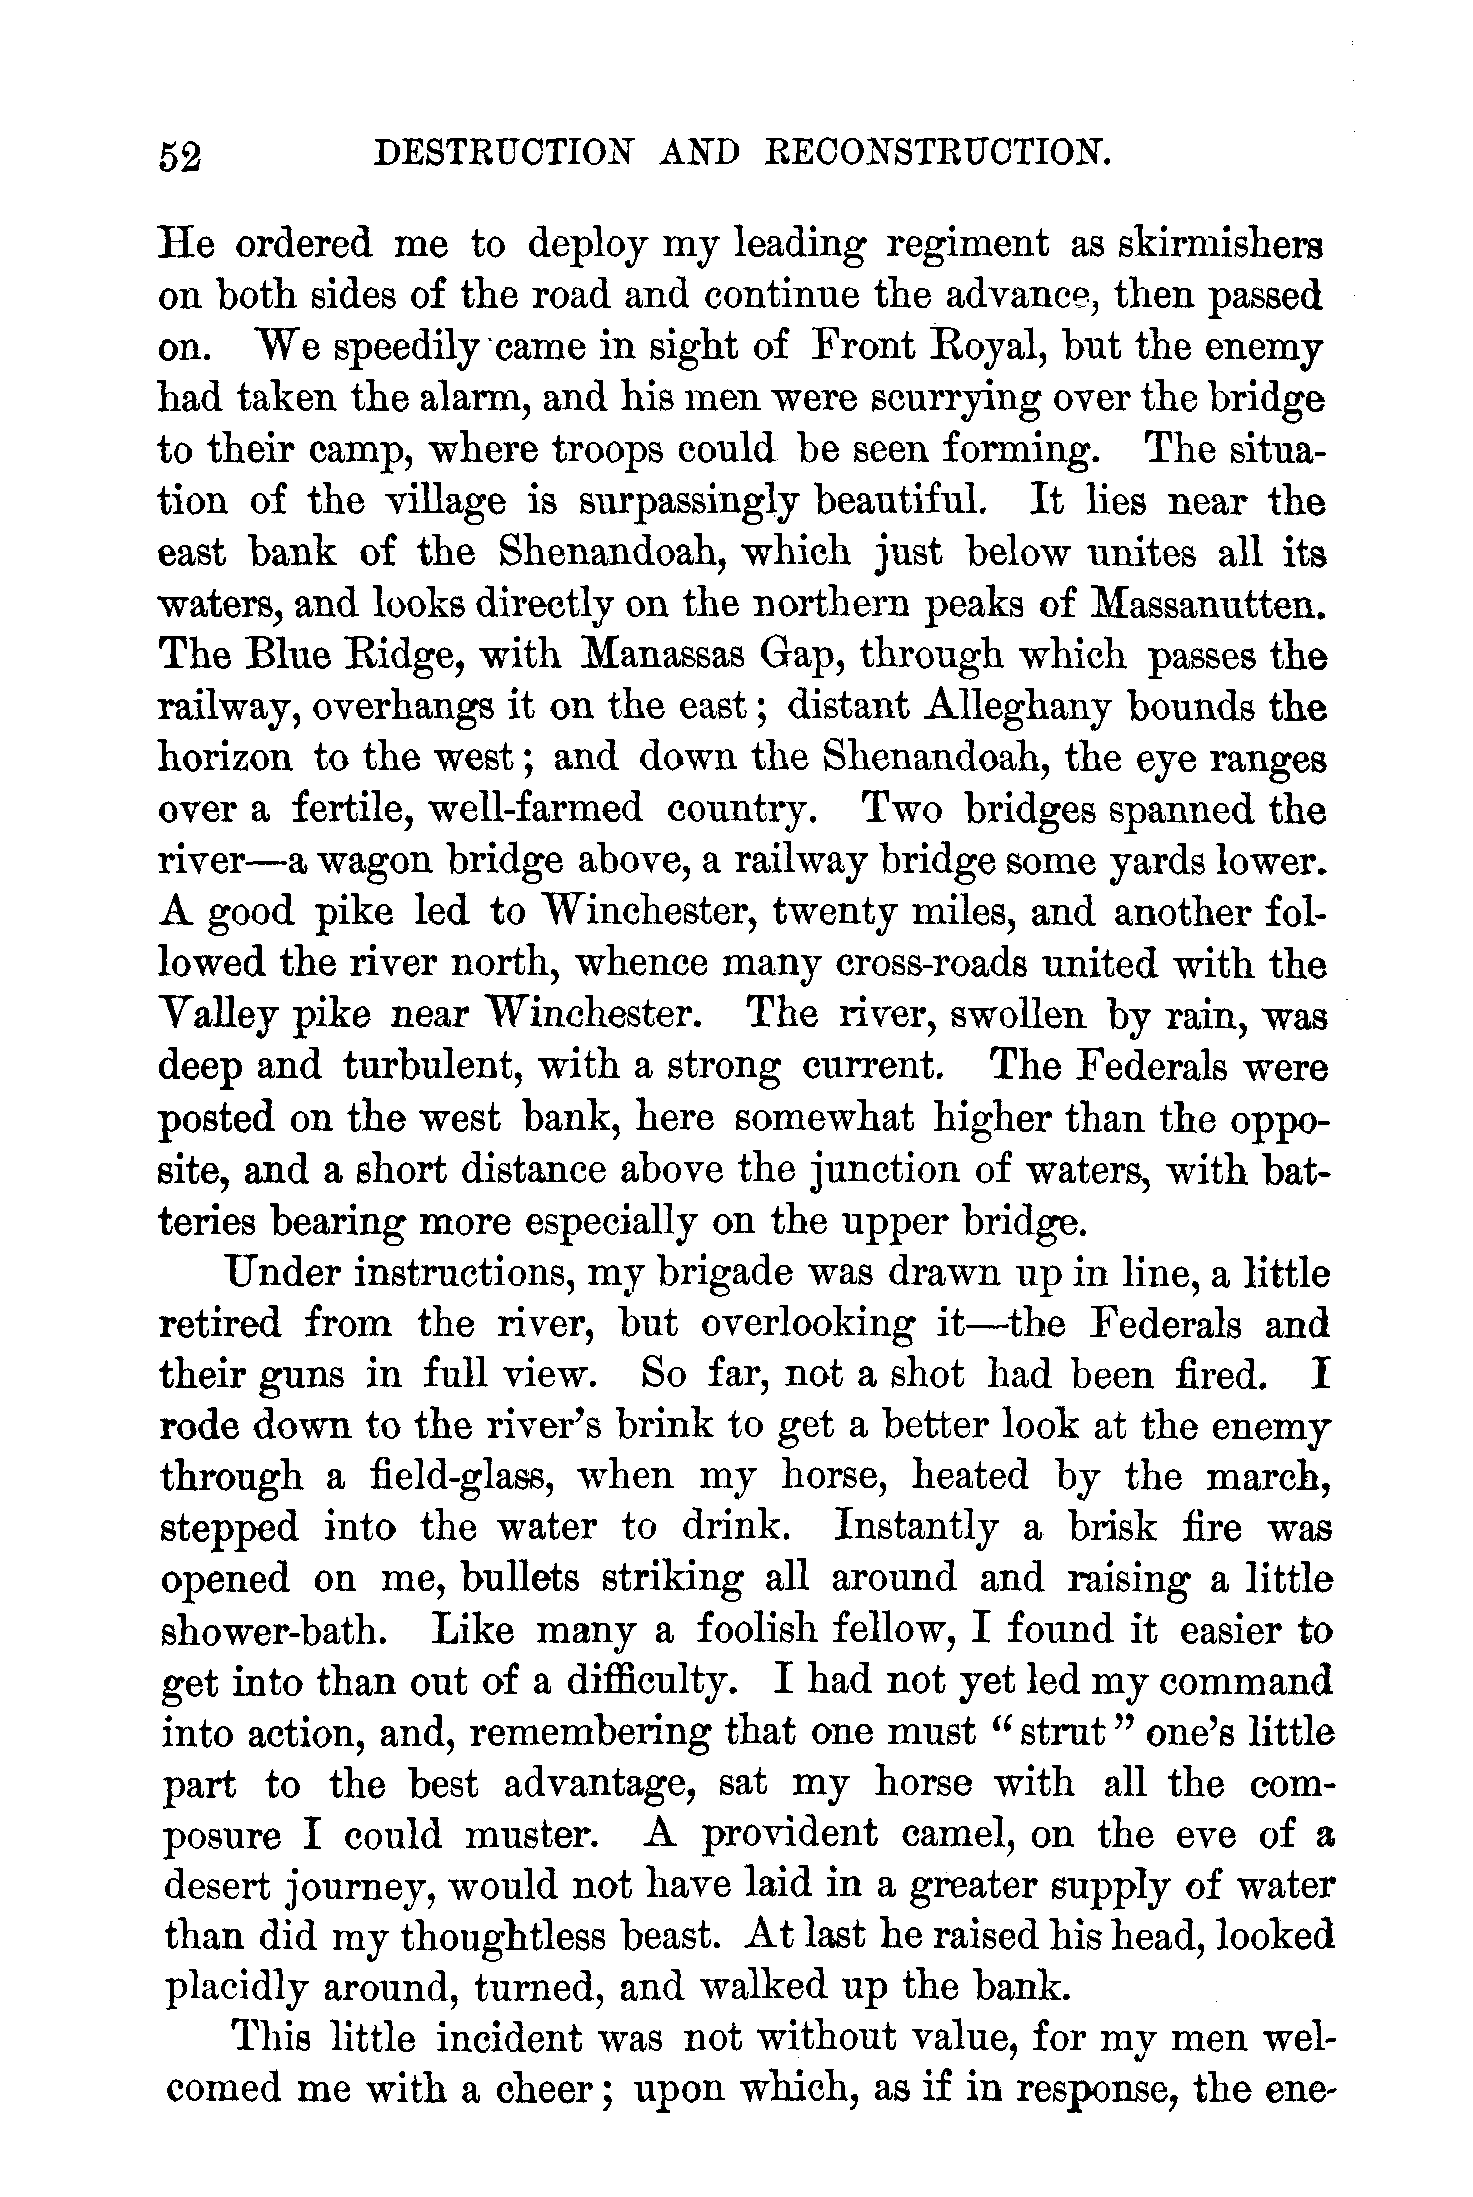 52 DESTRUCTION AND RECONSTRUCTION.
He ordered me to deploy my leading regiment as skirmishers
on both sides of the road and continue the advance, then passed
on. We speedily came in sight of Front Royal, but the enemy
had taken the alarm, and his men were scurrying over the bridge
to their camp, where troops could be seen forming. The situa-
tion of the village is surpassingly beautiful. It lies near the
east bank of the Shenandoah, which just below unites all its
waters, and looks directly on the northern peaks of Massanutten.
The Blue Ridge, with Manassas Gap, through which passes the
railway, overhangs it on the east; distant Alleghany bounds the
horizon to the west; and down the Shenandoah, the eye ranges
over a fertile, well-farmed country. Two bridges spanned the
river—a wagon bridge above, a railway bridge some yards lower.
A good pike led to Winchester, twenty miles, and another fol-
lowed the river north, whence many cross-roads united with the
Valley pike near Winchester. The river, swollen by rain, was
deep and turbulent, with a strong current. The Federals were
posted on the west bank, here somewhat higher than the oppo-
site, and a short distance above the junction of waters, with bat-
teries bearing more especially on the upper bridge.
Under instructions, my brigade was drawn up in line, a little
retired from the river, but overlooking it—the Federals and
their guns in full view. So far, not a shot had been fired. I
rode down to the river's brink to get a better look at the enemy
through a field-glass, when my horse, heated by the march,
stepped into the water to drink. Instantly a brisk fire was
opened on me, bullets striking all around and raising a little
shower-bath. Like many a foolish fellow, I found it easier to
get into than out of a difficulty. I had not yet led my command
into action, and, remembering that one must "strut" one's little
part to the best advantage, sat my horse with all the com-
posure I could muster. A provident camel, on the eve of a
desert journey, would not have laid in a greater supply of water
than did my thoughtless beast. At last he raised his head, looked
placidly around, turned, and walked up the bank.
This little incident was not without value, for my men wel-
comed me with a cheer; upon which, as if in response, the ene-